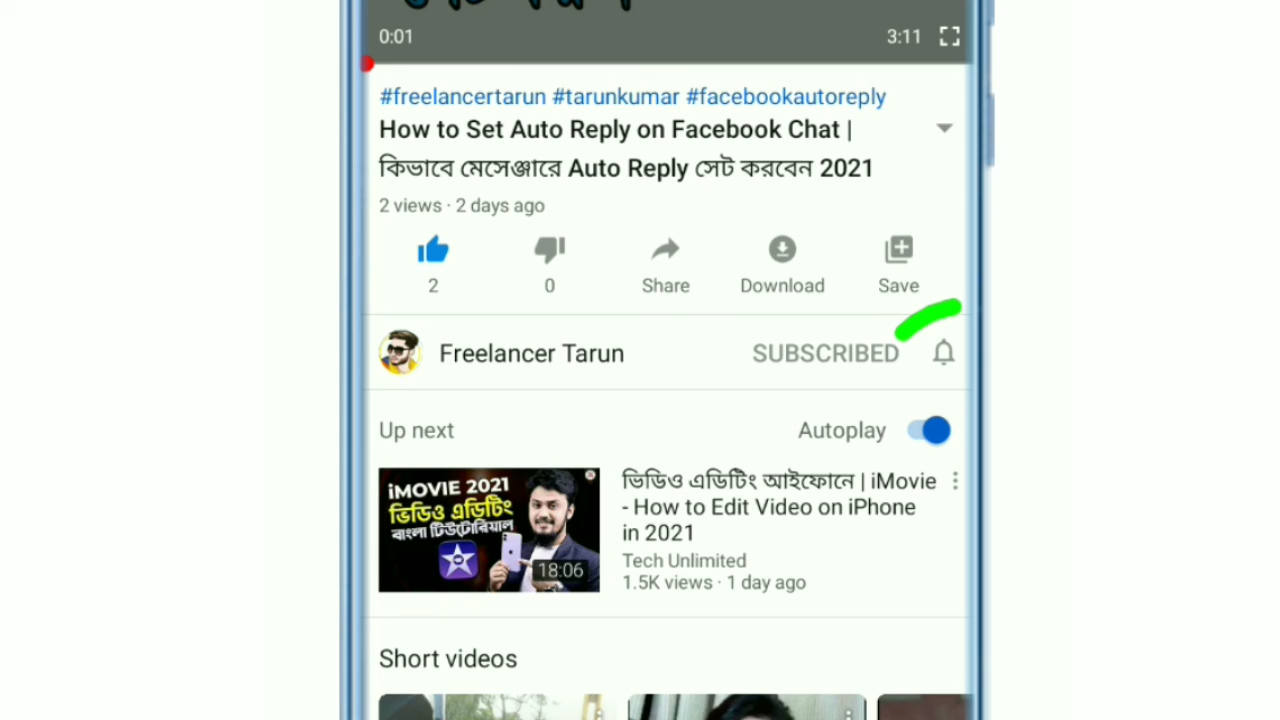 0:01
3:11
#freelancertarun #tarunkumar #facebookautoreply
How to Set Auto Reply on Facebook Chat |
কিভাবে মেসেঞ্জারে Auto Reply সেট করবেন 2021
2 views · 2 days ago
2
0
Share
Download
Save
Freelancer Tarun
SUBSCRIBED
Up next
Autoplay
iMOVIE 2021
ভিডিও এডিটিং
বাংলা টিউটোরিয়াল
18:06
ভিডিও এডিটিং আইফোনে | iMovie
- How to Edit Video on iPhone
in 2021
Tech Unlimited
1.5K views · 1 day ago
Short videos